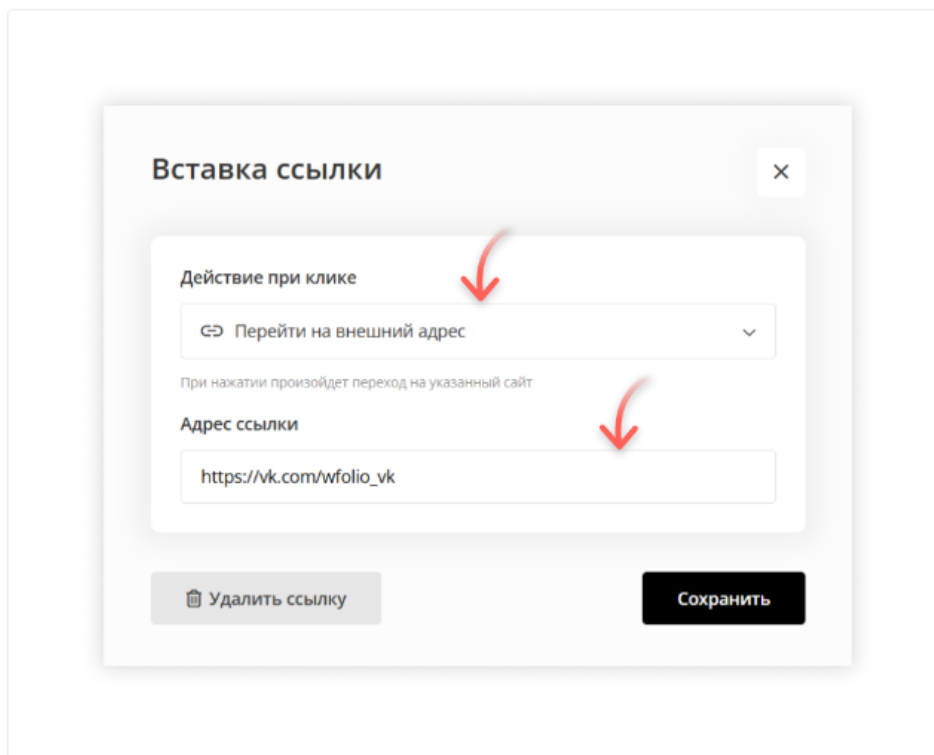 Вставка ссылки
Действие при клике
Перейти на внешний адрес
При нажатии произойдет переход на указанный сайт
Адрес ссылки
https://vk.com/wfolio_vk
Удалить ссылку
Сохранить